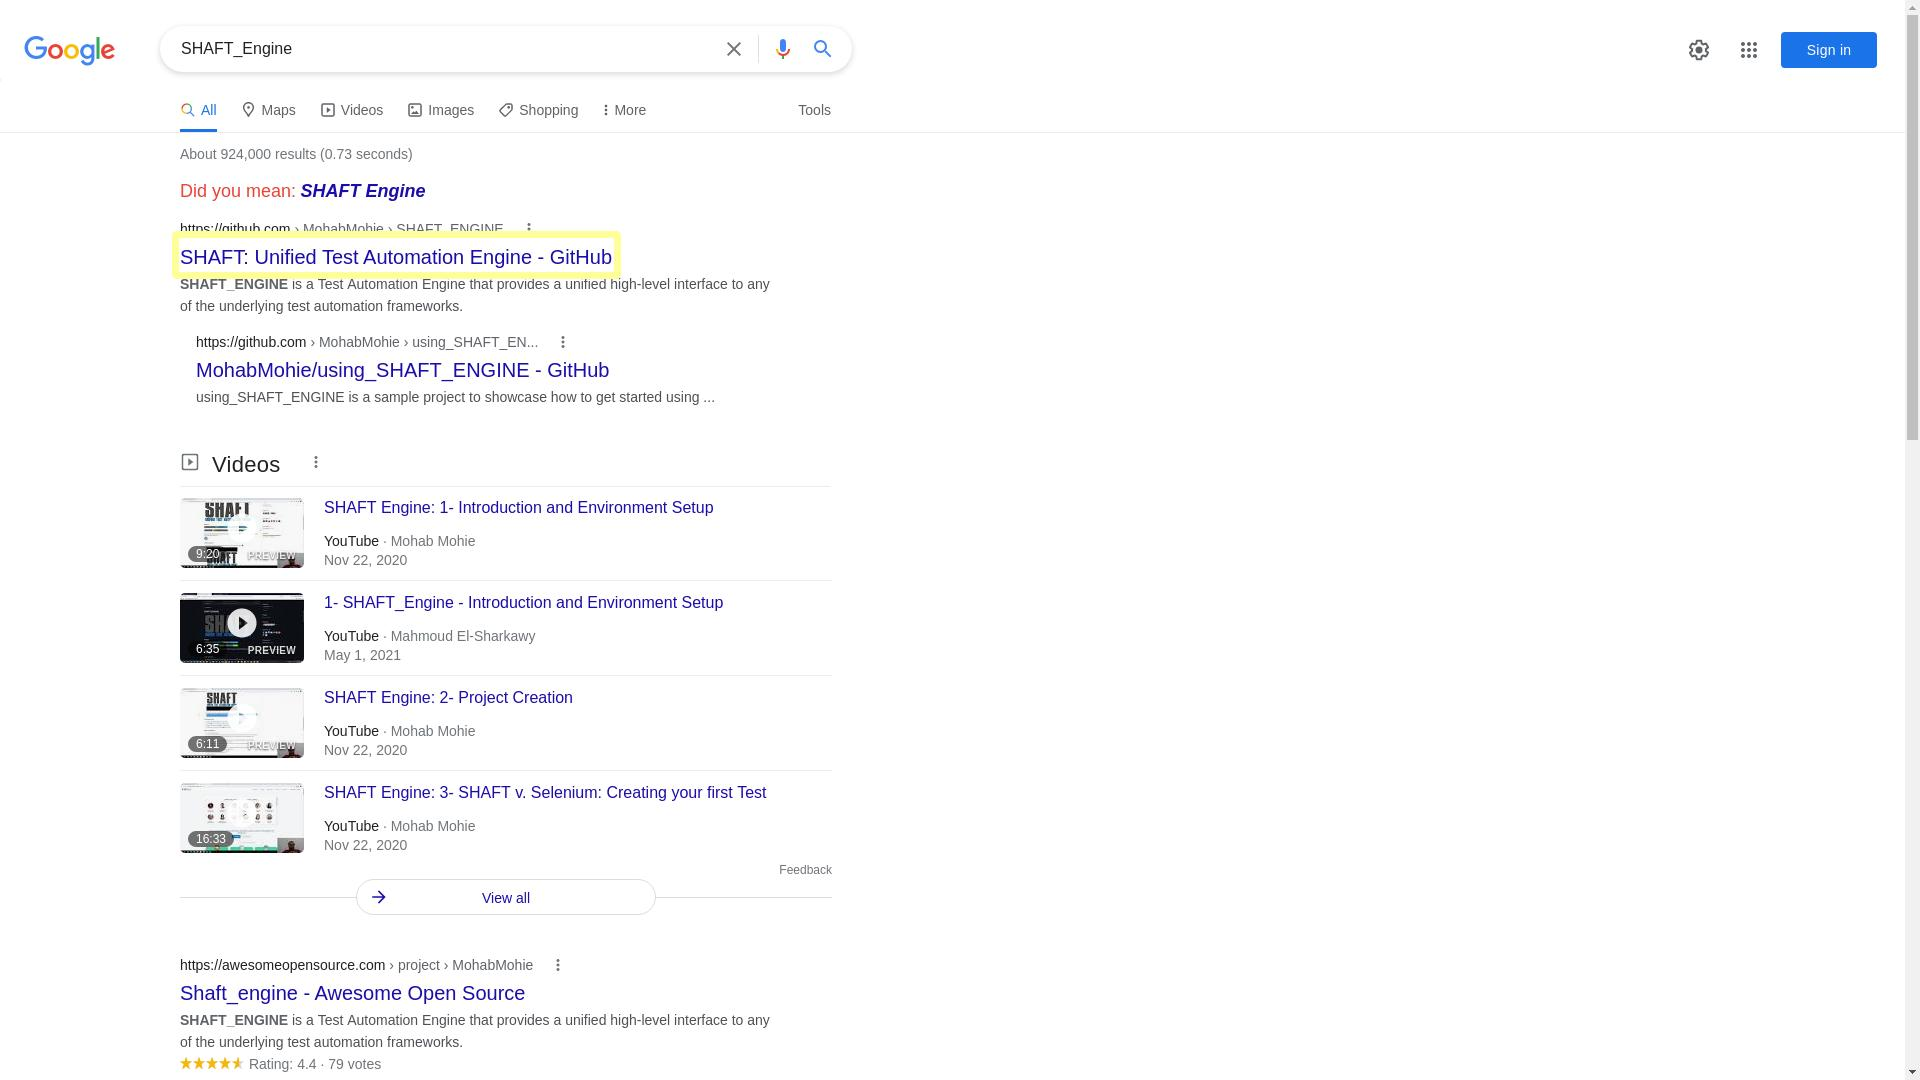 Google
SHAFT_Engine
Sign in
All
Maps
Videos
Images
Shopping
More
Tools
About 924,000 results (0.73 seconds)
Did you mean: SHAFT Engine
https://github.com › MohabMohie › SHAFT_ENGINE
SHAFT: Unified Test Automation Engine - GitHub
SHAFT_ENGINE is a Test Automation Engine that provides a unified high-level interface to any
of the underlying test automation frameworks.
https://github.com › MohabMohie › using_SHAFT_EN...
MohabMohie/using_SHAFT_ENGINE - GitHub
using_SHAFT_ENGINE is a sample project to showcase how to get started using ...
Videos
SHAFT
9:20
PREVIEW
SHAFT Engine: 1- Introduction and Environment Setup
YouTube · Mohab Mohie
Nov 22, 2020
6:35
PREVIEW
1- SHAFT_Engine - Introduction and Environment Setup
YouTube · Mahmoud El-Sharkawy
May 1, 2021
SHAFT
6:11
PREVIEW
SHAFT Engine: 2- Project Creation
YouTube · Mohab Mohie
Nov 22, 2020
16:33
SHAFT Engine: 3- SHAFT v. Selenium: Creating your first Test
YouTube · Mohab Mohie
Nov 22, 2020
Feedback
View all
https://awesomeopensource.com › project › MohabMohie
Shaft_engine - Awesome Open Source
SHAFT_ENGINE is a Test Automation Engine that provides a unified high-level interface to any
of the underlying test automation frameworks.
Rating: 4.4 · 79 votes